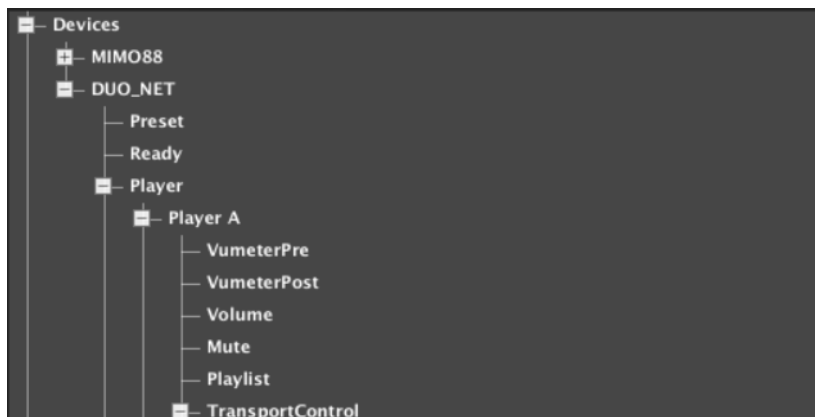 Devices
MIMO88
DUO_NET
Preset
Ready
Player
Player A
VumeterPre
VumeterPost
Volume
Mute
Playlist
TransportControl